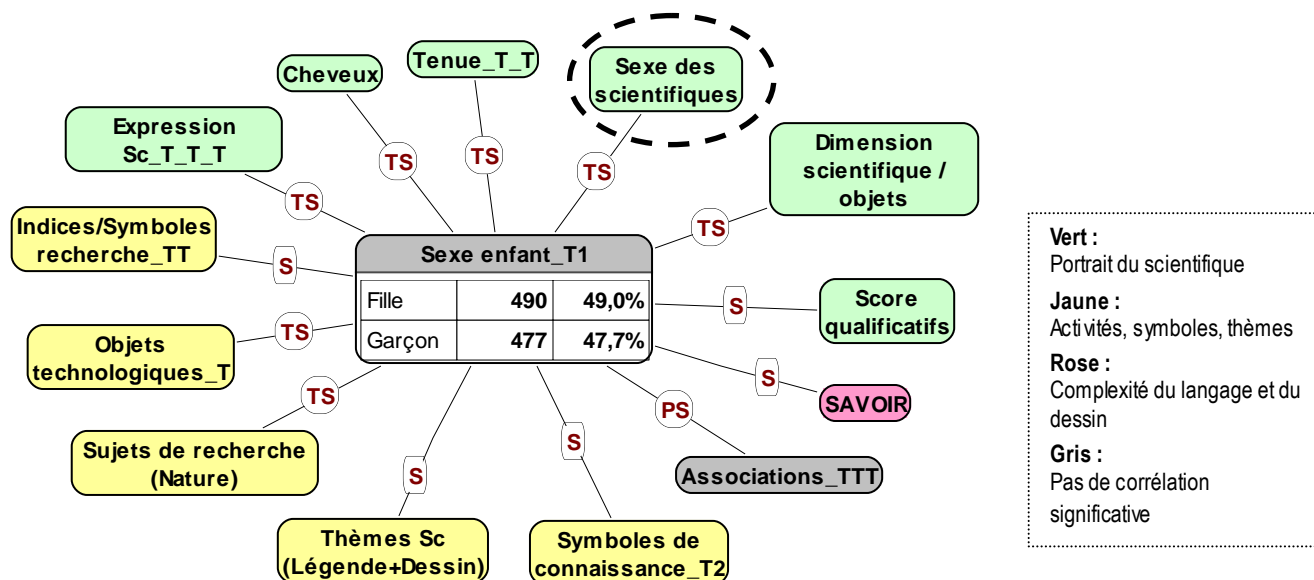 Cheveux
Tenue_T_T
Sexe des
scientifiques
Expression
Sc_T_T_T
Dimension
scientifique /
objets
TS
TS
TS
TS
TS
Indices/Symboles
recherche_TT
S
Sexe enfant_T1
Fille 490 49,0%
Garçon 477 47,7%
S
Score
qualificatifs
Objets
technologiques_T
TS
S
SAVOIR
TS
PS
Sujets de recherche
(Nature)
S
S
Associations_TTT
Thèmes Sc
(Légende+Dessin)
Symboles de
connaissance_T2
Vert :
Portrait du scientifique
Jaune :
Activités, symboles, thèmes
Rose :
Complexité du langage et du
dessin
Gris :
Pas de corrélation
significative